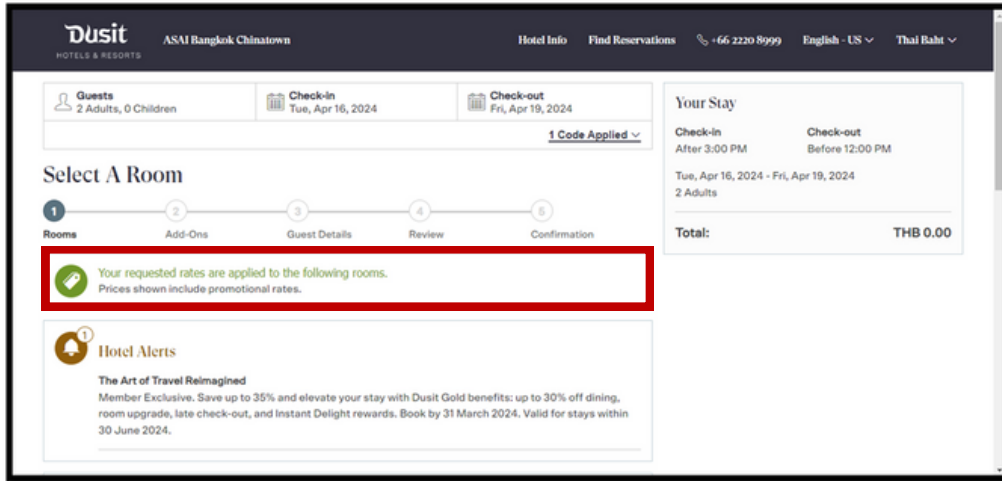 Dusit
HOTELS & RESORTS
ASAI Bangkok Chinatown
Hotel Info
Find Reservations
+66 2220 8999
English - US
Thai Baht
Guests
2 Adults, 0 Children
Check-in
Tue, Apr 16, 2024
Check-out
Fri, Apr 19, 2024
1 Code Applied
Select A Room
1
2
3
4
5
Rooms
Add-Ons
Guest Details
Review
Confirmation
Your requested rates are applied to the following rooms.
Prices shown include promotional rates.
1
Hotel Alerts
The Art of Travel Reimagined
Member Exclusive. Save up to 35% and elevate your stay with Dusit Gold benefits: up to 30% off dining,
room upgrade, late check-out, and Instant Delight rewards. Book by 31 March 2024. Valid for stays within
30 June 2024.
Your Stay
Check-in
After 3:00 PM
Check-out
Before 12:00 PM
Tue, Apr 16, 2024 - Fri, Apr 19, 2024
2 Adults
Total:
THB 0.00